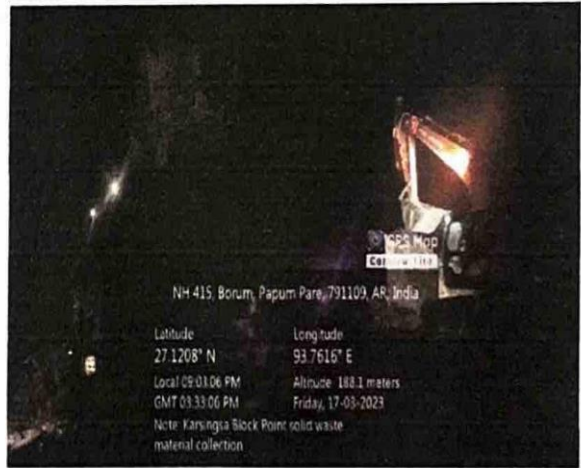 GPS Map
Camera Lite
NH 415, Borum, Papum Pare, 791109, AR, India
Latitude
Longitude
27.1208° N
93.7616° E
Local 09:03:06 PM
Altitude 188.1 meters
GMT 03:33:06 PM
Friday, 17-03-2023
Note: Karsingsa Block Point solid waste
material collection